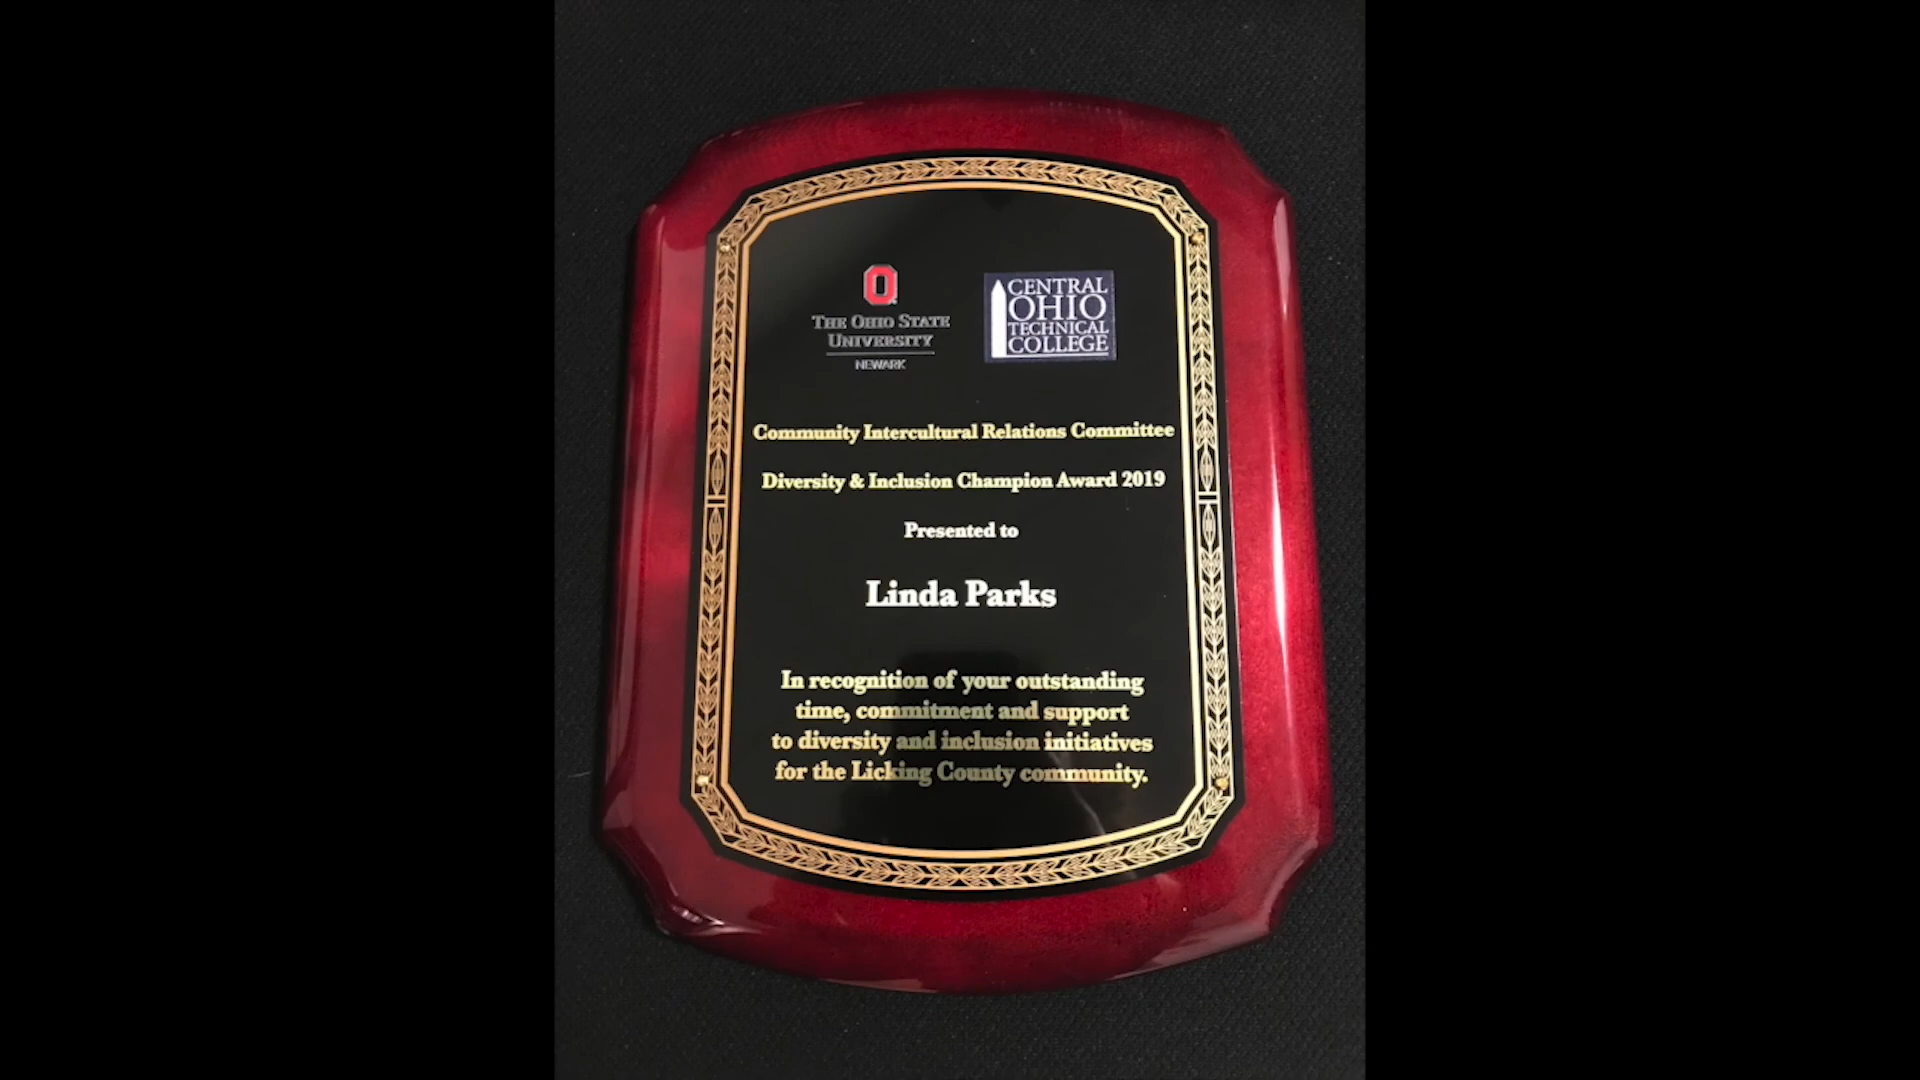 THE OHIO STATE
UNIVERSITY
NEWARK
CENTRAL
OHIO
TECHNICAL
COLLEGE
Community Intercultural Relations Committee
Diversity & Inclusion Champion Award 2019
Presented to
Linda Parks
In recognition of your outstanding
time, commitment and support
to diversity and inclusion initiatives
for the Licking County community.